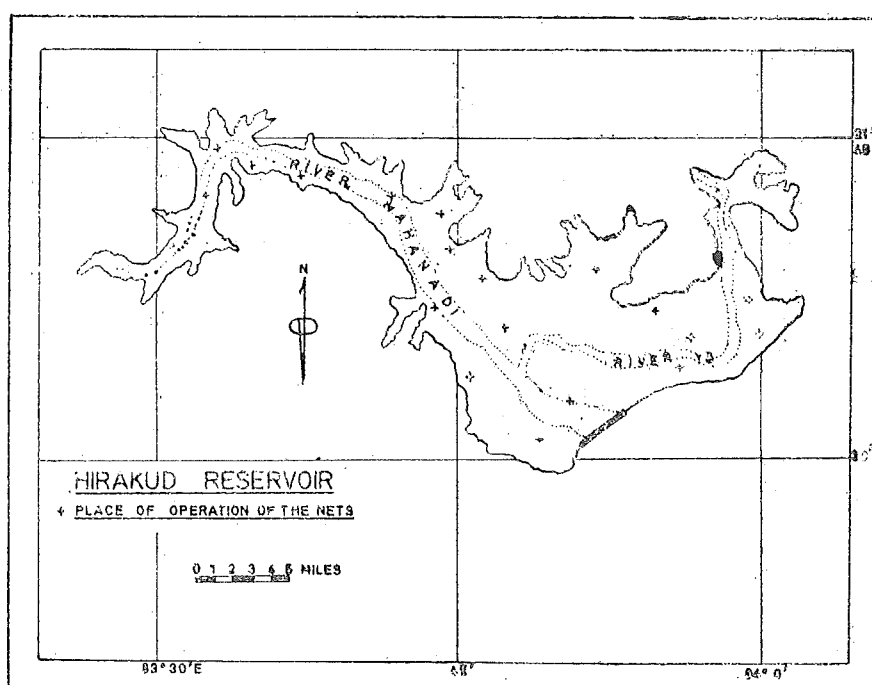 RIVER MAHANADI
RIVER
N
HIRAKUD RESERVOIR
+ PLACE OF OPERATION OF THE NETS
0 1 2 3 4 5 MILES
83° 30' E
84° 0'